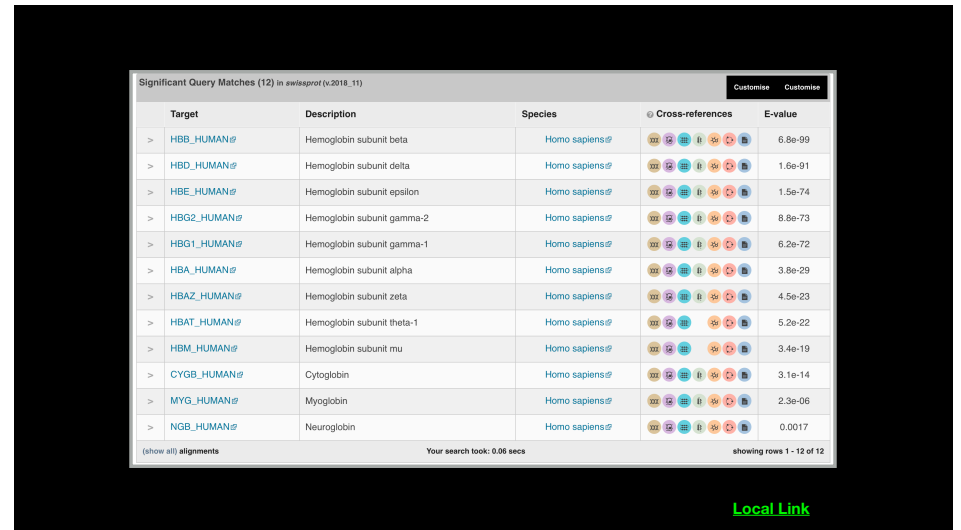 Significant Query Matches (12) in swissprot (v.2018_11)
Customise Customise
Target Description Species Cross-references E-value
> HBB_HUMAN Hemoglobin subunit beta Homo sapiens 6.8e-99
> HBD_HUMAN Hemoglobin subunit delta Homo sapiens 1.6e-91
> HBE_HUMAN Hemoglobin subunit epsilon Homo sapiens 1.5e-74
> HBG2_HUMAN Hemoglobin subunit gamma-2 Homo sapiens 8.8e-73
> HBG1_HUMAN Hemoglobin subunit gamma-1 Homo sapiens 6.2e-72
> HBA_HUMAN Hemoglobin subunit alpha Homo sapiens 3.8e-29
> HBAZ_HUMAN Hemoglobin subunit zeta Homo sapiens 4.5e-23
> HBAT_HUMAN Hemoglobin subunit theta-1 Homo sapiens 5.2e-22
> HBM_HUMAN Hemoglobin subunit mu Homo sapiens 3.4e-19
> CYGB_HUMAN Cytoglobin Homo sapiens 3.1e-14
> MYG_HUMAN Myoglobin Homo sapiens 2.3e-06
> NGB_HUMAN Neuroglobin Homo sapiens 0.0017
(show all) alignments Your search took: 0.06 secs showing rows 1 - 12 of 12
Local Link